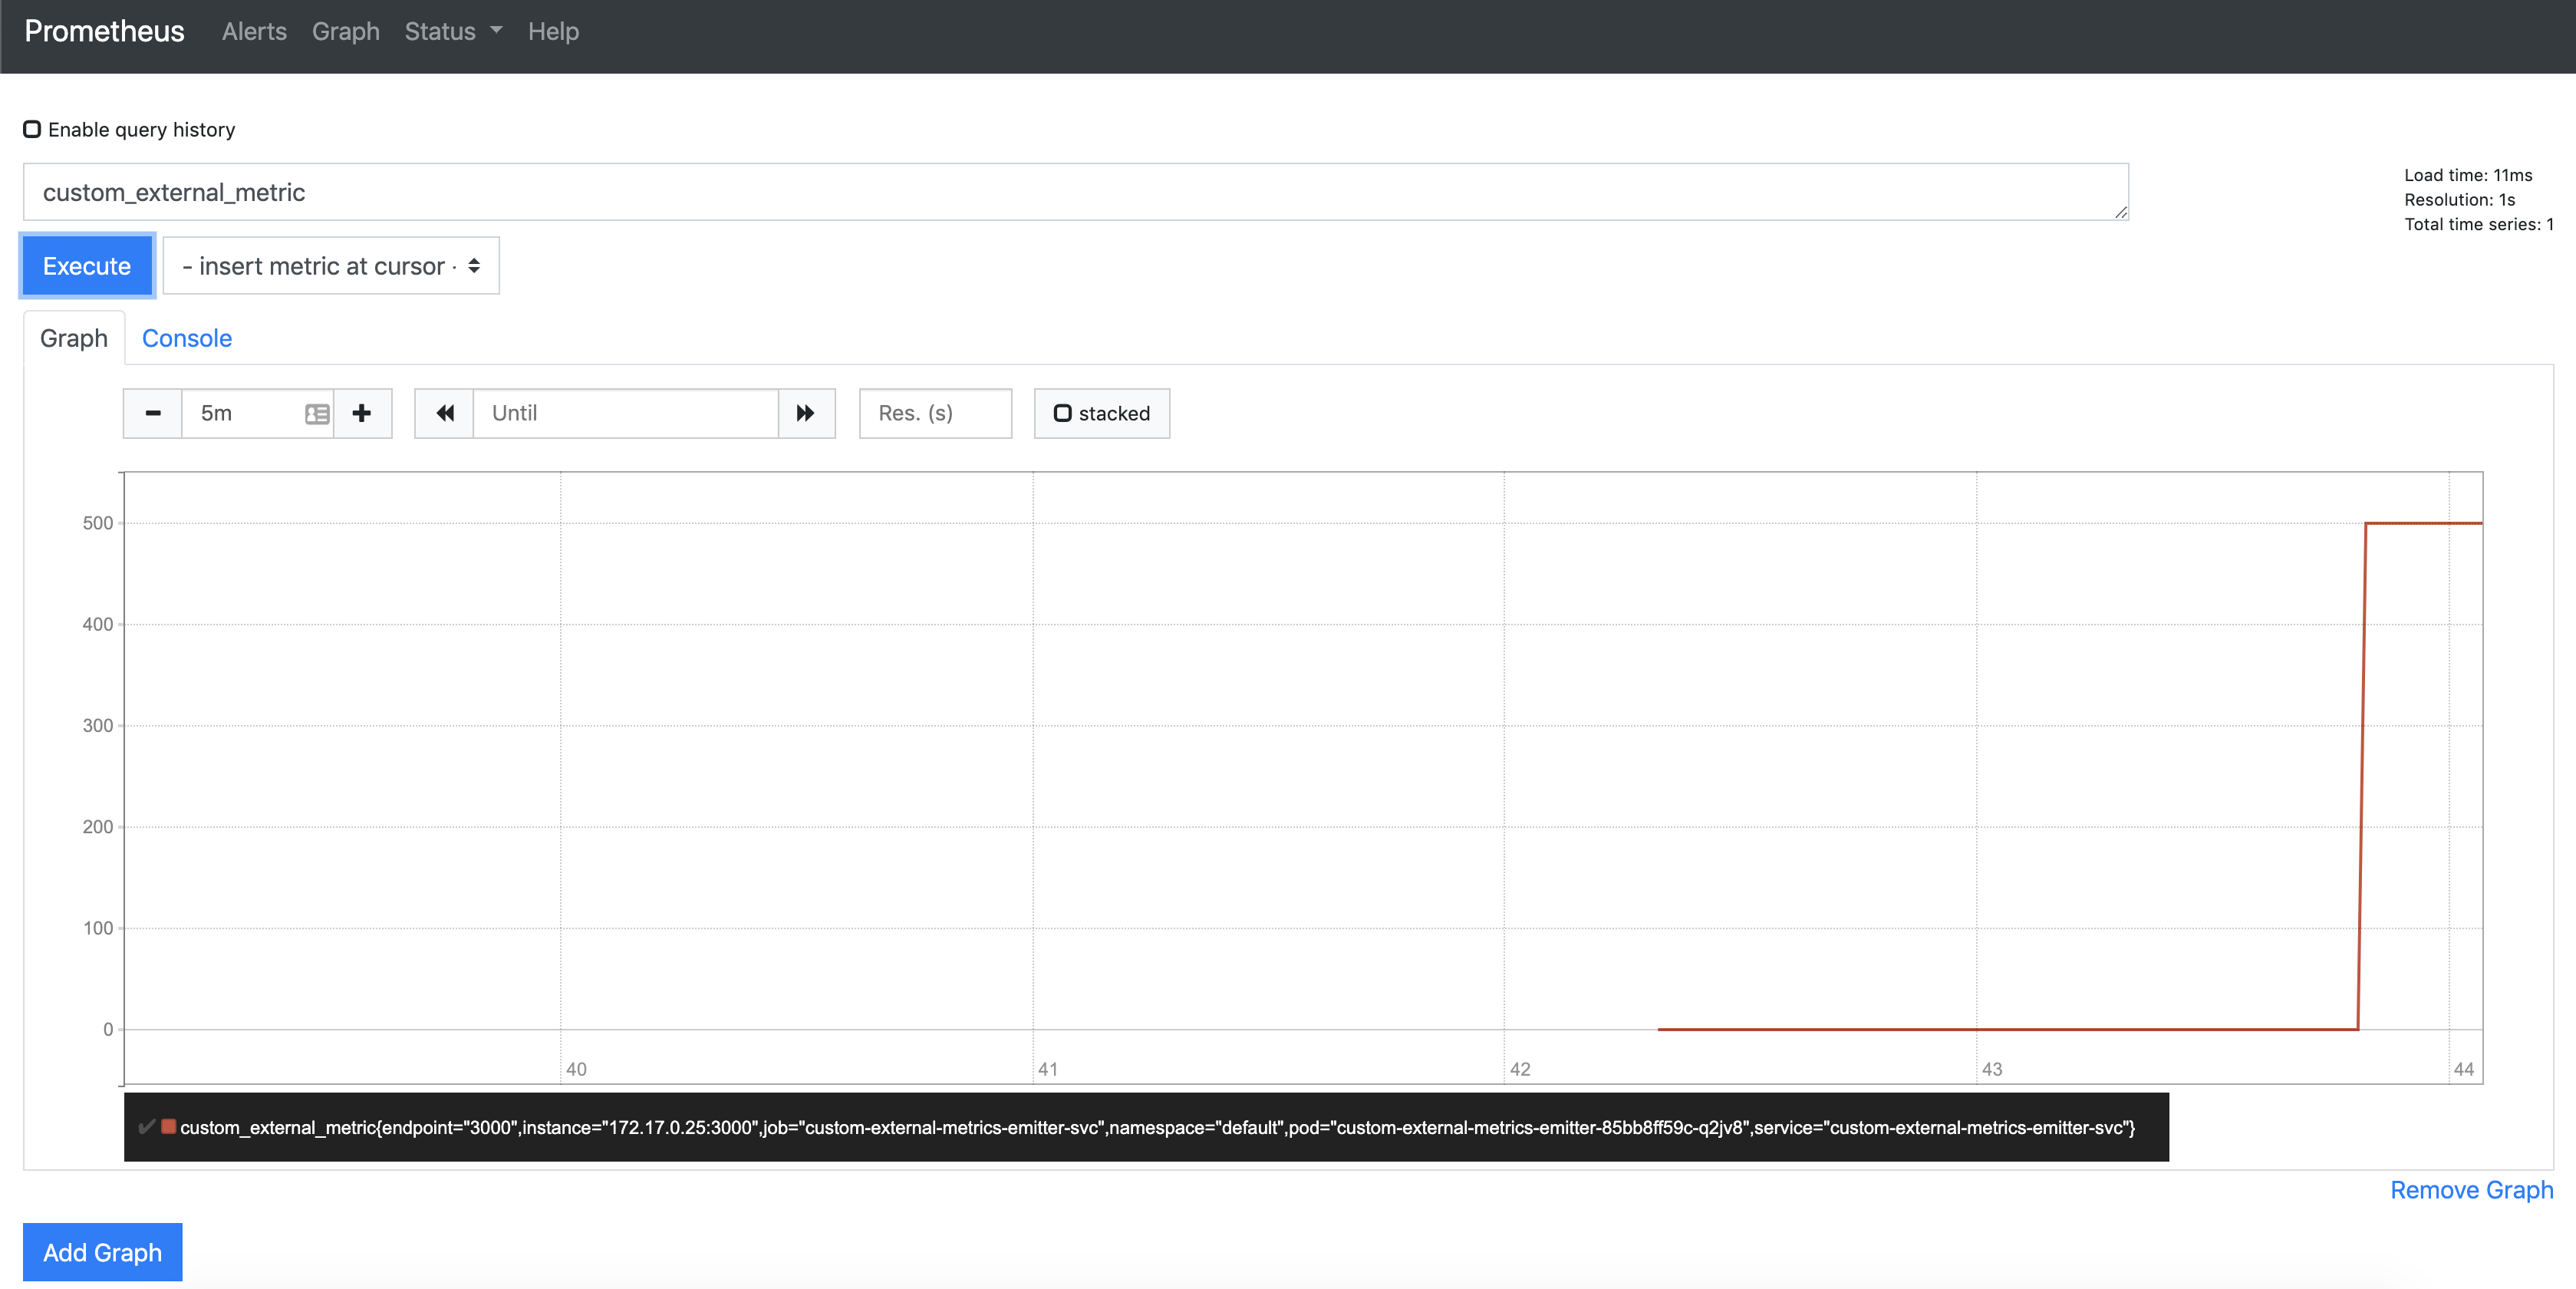 Prometheus Alerts Graph Status Help
Enable query history
custom_external_metric
Load time: 11ms
Resolution: 1s
Total time series: 1
Execute - insert metric at cursor -
Graph Console
5m Until Res. (s) stacked
500
400
300
200
100
0
40 41 42 43 44
custom_external_metric{endpoint="3000",instance="172.17.0.25:3000",job="custom-external-metrics-emitter-svc",namespace="default",pod="custom-external-metrics-emitter-85bb8ff59c-q2jv8",service="custom-external-metrics-emitter-svc"}
Remove Graph
Add Graph